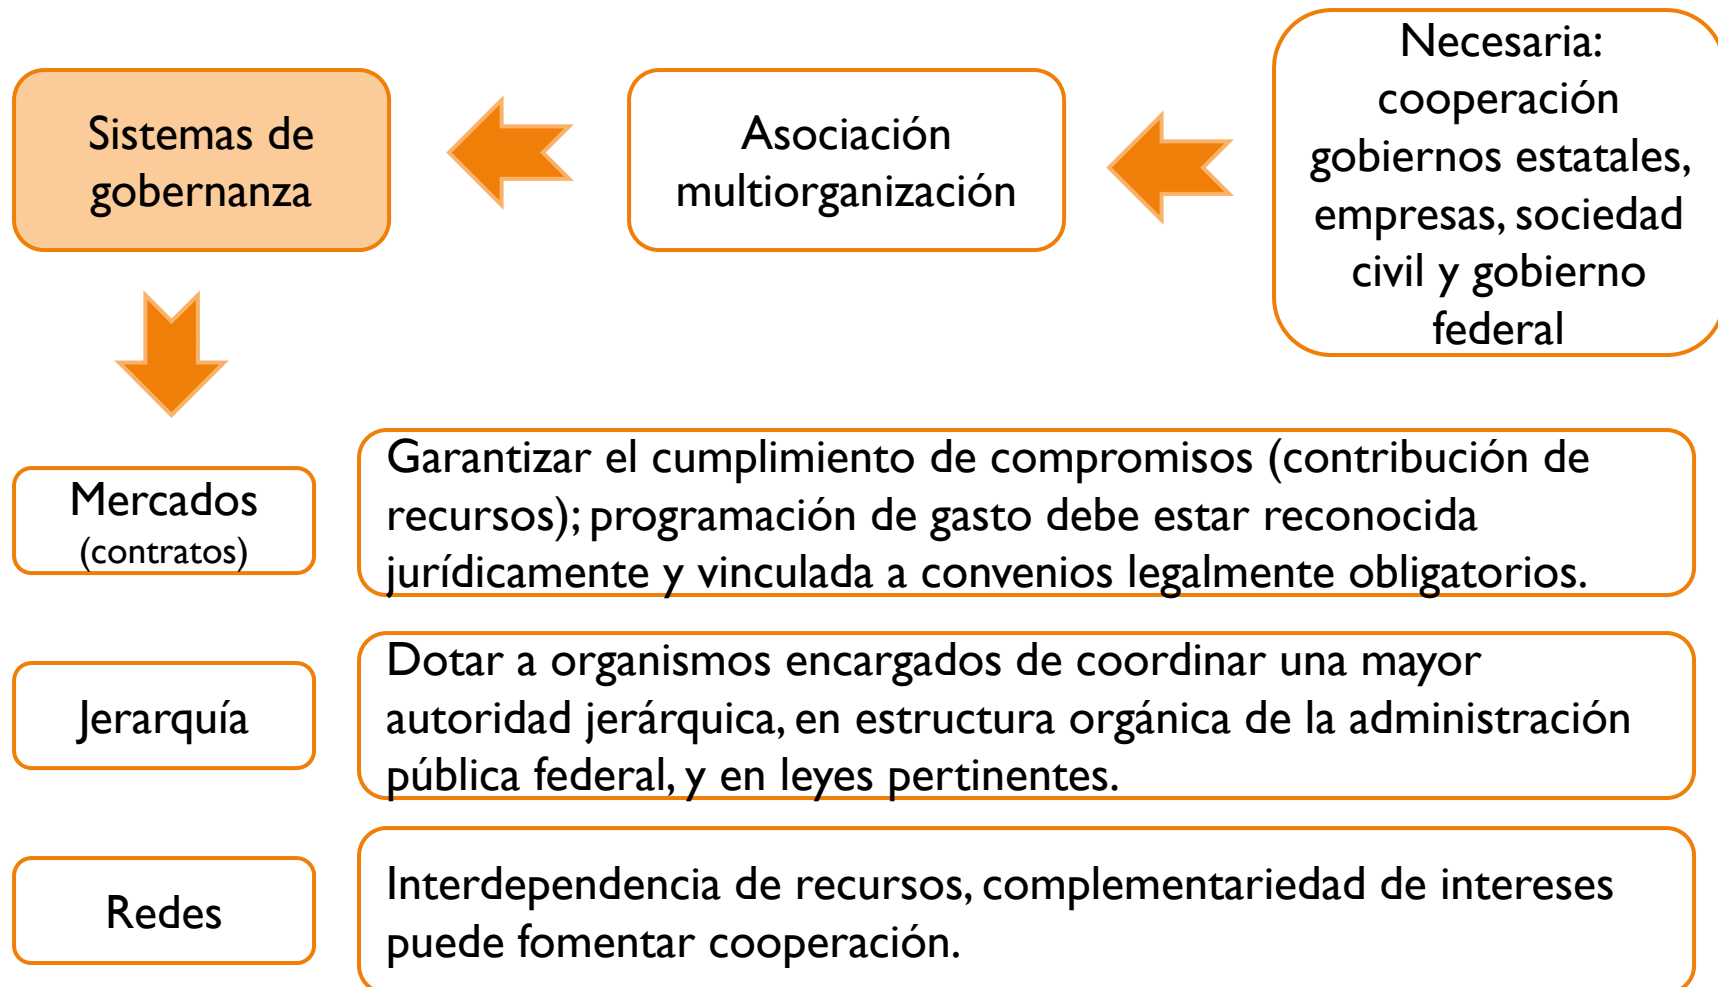 Sistemas de
gobernanza
Asociación
multiorganización
Necesaria:
cooperación
gobiernos estatales,
empresas, sociedad
civil y gobierno
federal
Mercados
(contratos)
Garantizar el cumplimiento de compromisos (contribución de
recursos); programación de gasto debe estar reconocida
jurídicamente y vinculada a convenios legalmente obligatorios.
Jerarquía
Dotar a organismos encargados de coordinar una mayor
autoridad jerárquica, en estructura orgánica de la administración
pública federal, y en leyes pertinentes.
Redes
Interdependencia de recursos, complementariedad de intereses
puede fomentar cooperación.